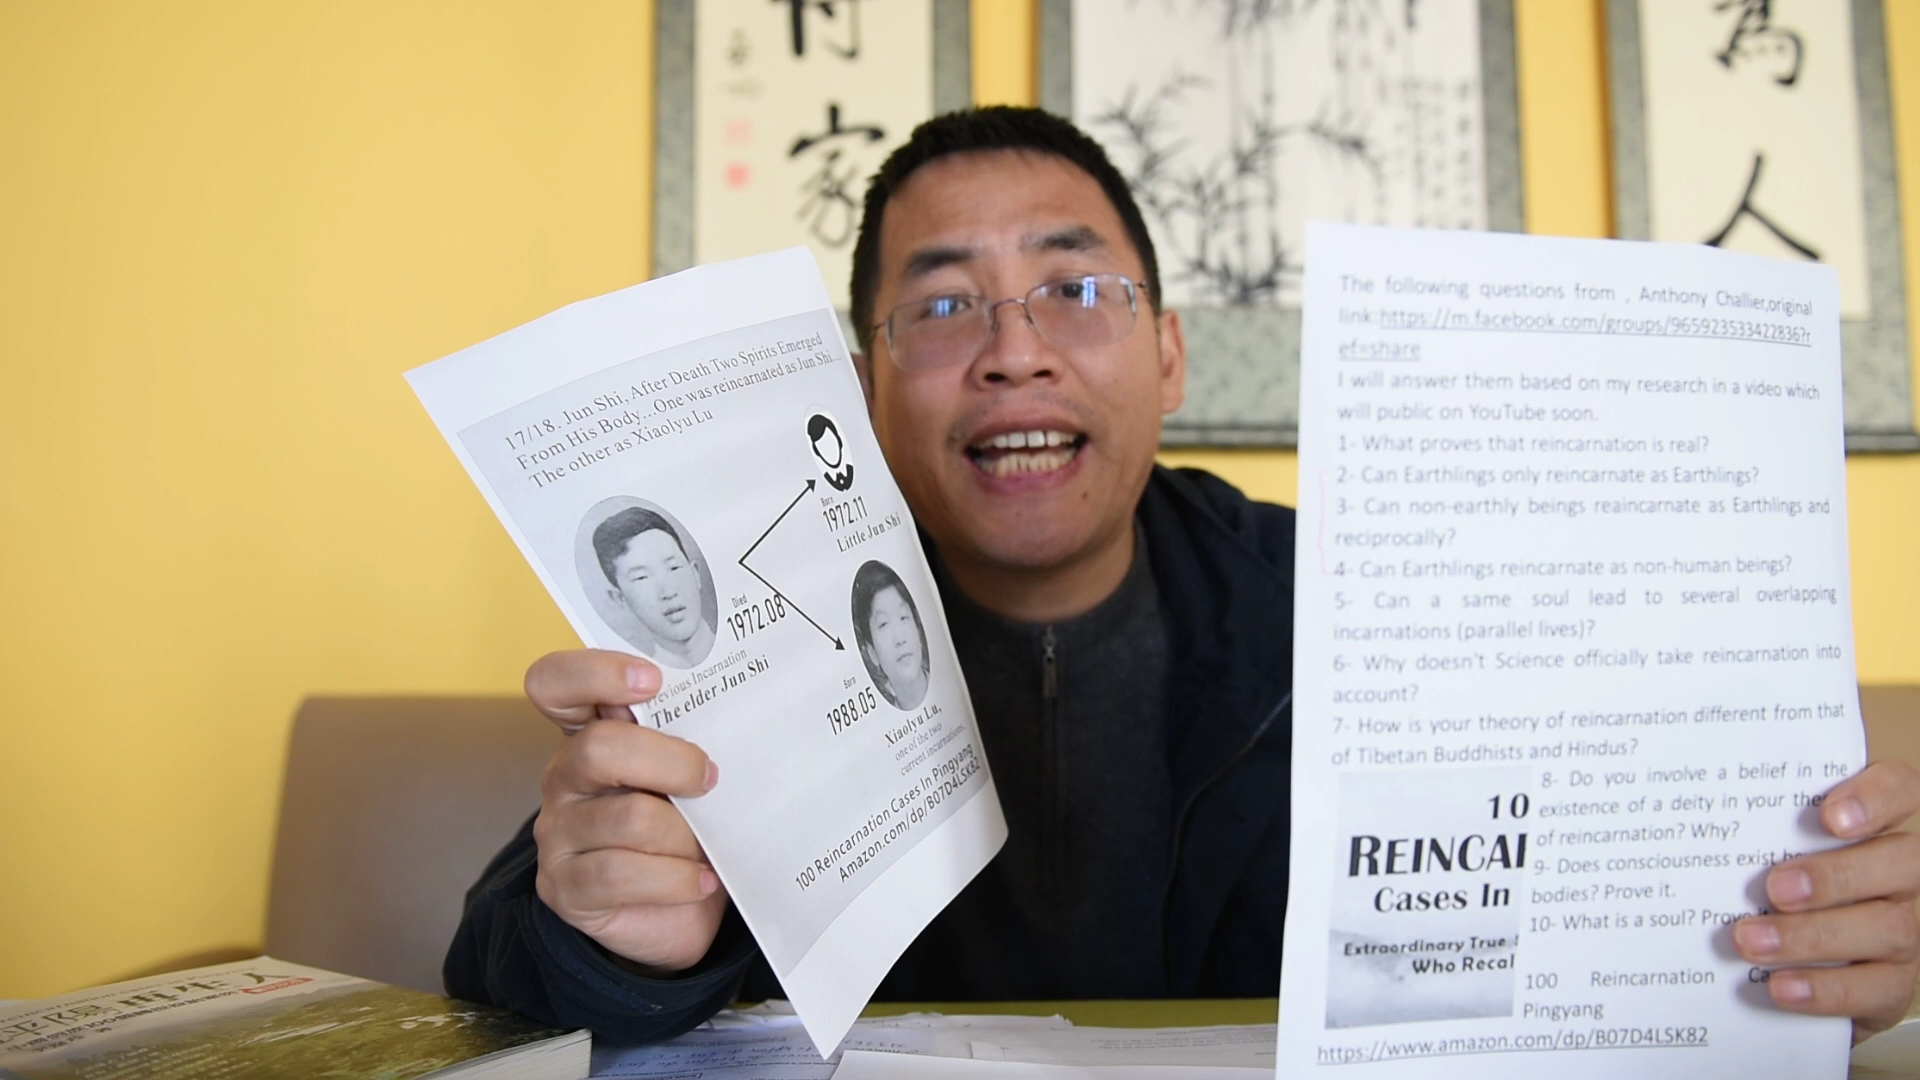 家
為
人
17/18. Jun Shi, After Death Two Spirits Emerged
From His Body...One was reincarnated as Jun Shi...
The other as Xiaolyu Lu
Born
1972.11
Little Jun Shi
Died
1972.08
Previous Incarnation
The elder Jun Shi
Born
1988.05
Xiaolyu Lu,
one of the two
current incarnations.
100 Reincarnation Cases In Pingyang
Amazon.com/dp/B07D4LSK82
The following questions from , Anthony Challier,original
link:https://m.facebook.com/groups/965923533422836?r
ef=share
I will answer them based on my research in a video which
will public on YouTube soon.
1- What proves that reincarnation is real?
2- Can Earthlings only reincarnate as Earthlings?
3- Can non-earthly beings reaincarnate as Earthlings and
reciprocally?
4- Can Earthlings reincarnate as non-human beings?
5- Can a same soul lead to several overlapping
incarnations (parallel lives)?
6- Why doesn't Science officially take reincarnation into
account?
7- How is your theory of reincarnation different from that
of Tibetan Buddhists and Hindus?
8- Do you involve a belief in the
existence of a deity in your the
of reincarnation? Why?
9- Does consciousness exist
bodies? Prove it.
10- What is a soul? Prove it
10
REINCAI
Cases In
Extraordinary True
Who Recal
100 Reincarnation Ca
Pingyang
https://www.amazon.com/dp/B07D4LSK82